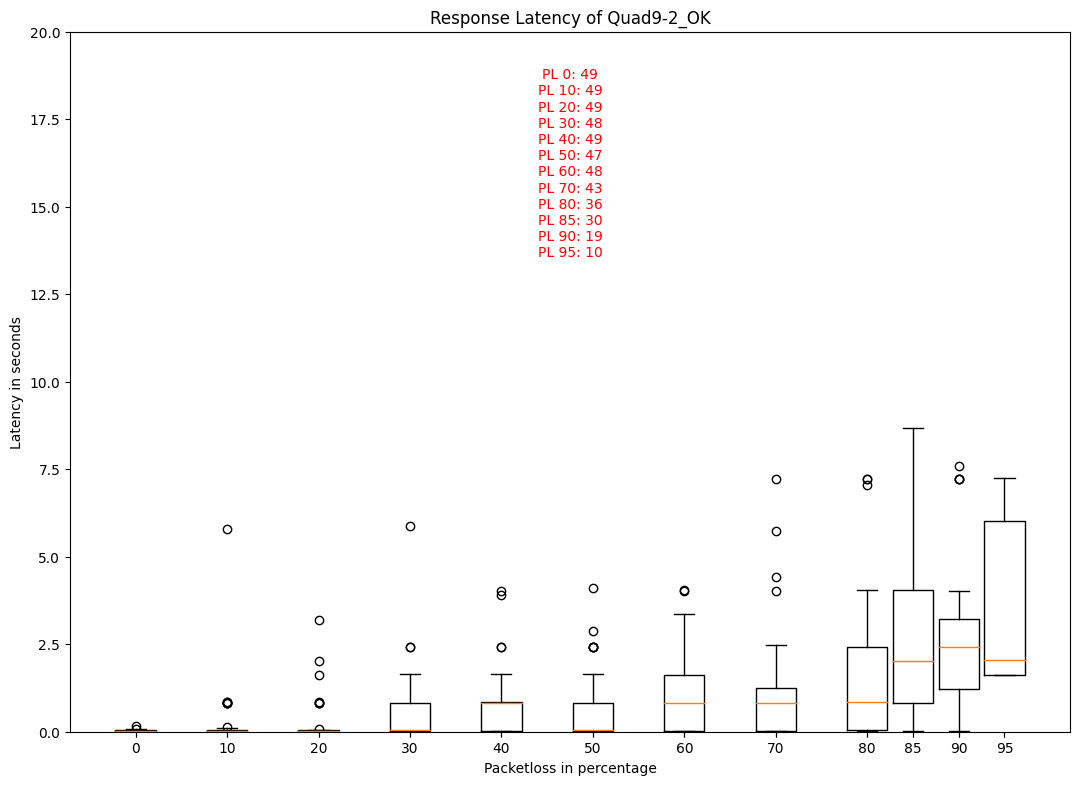 Response Latency of Quad9-2_OK
20.0
17.5
15.0
12.5
10.0
7.5
5.0
2.5
0.0
Latency in seconds
PL 0: 49
PL 10: 49
PL 20: 49
PL 30: 48
PL 40: 49
PL 50: 47
PL 60: 48
PL 70: 43
PL 80: 36
PL 85: 30
PL 90: 19
PL 95: 10
0 10 20 30 40 50 60 70 80 85 90 95
Packetloss in percentage